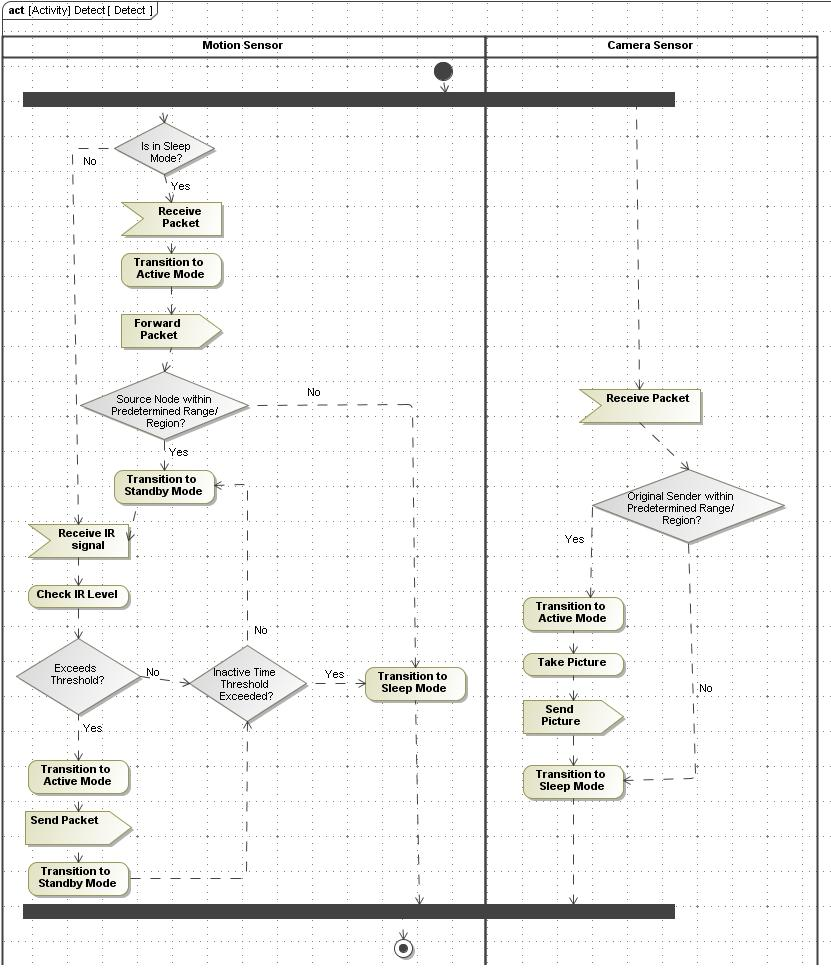 act [Activity] Detect [ Detect ]
Motion Sensor
Camera Sensor
Is in Sleep
Mode?
No
Yes
Receive
Packet
Transition to
Active Mode
Forward
Packet
Source Node within
Predetermined Range/
Region?
No
Yes
Transition to
Standby Mode
Receive IR
signal
Check IR Level
Exceeds
Threshold?
No
Yes
Inactive Time
Threshold
Exceeded?
No
Yes
Transition to
Sleep Mode
Transition to
Active Mode
Send Packet
Transition to
Standby Mode
Receive Packet
Original Sender within
Predetermined Range/
Region?
Yes
No
Transition to
Active Mode
Take Picture
Send
Picture
Transition to
Sleep Mode